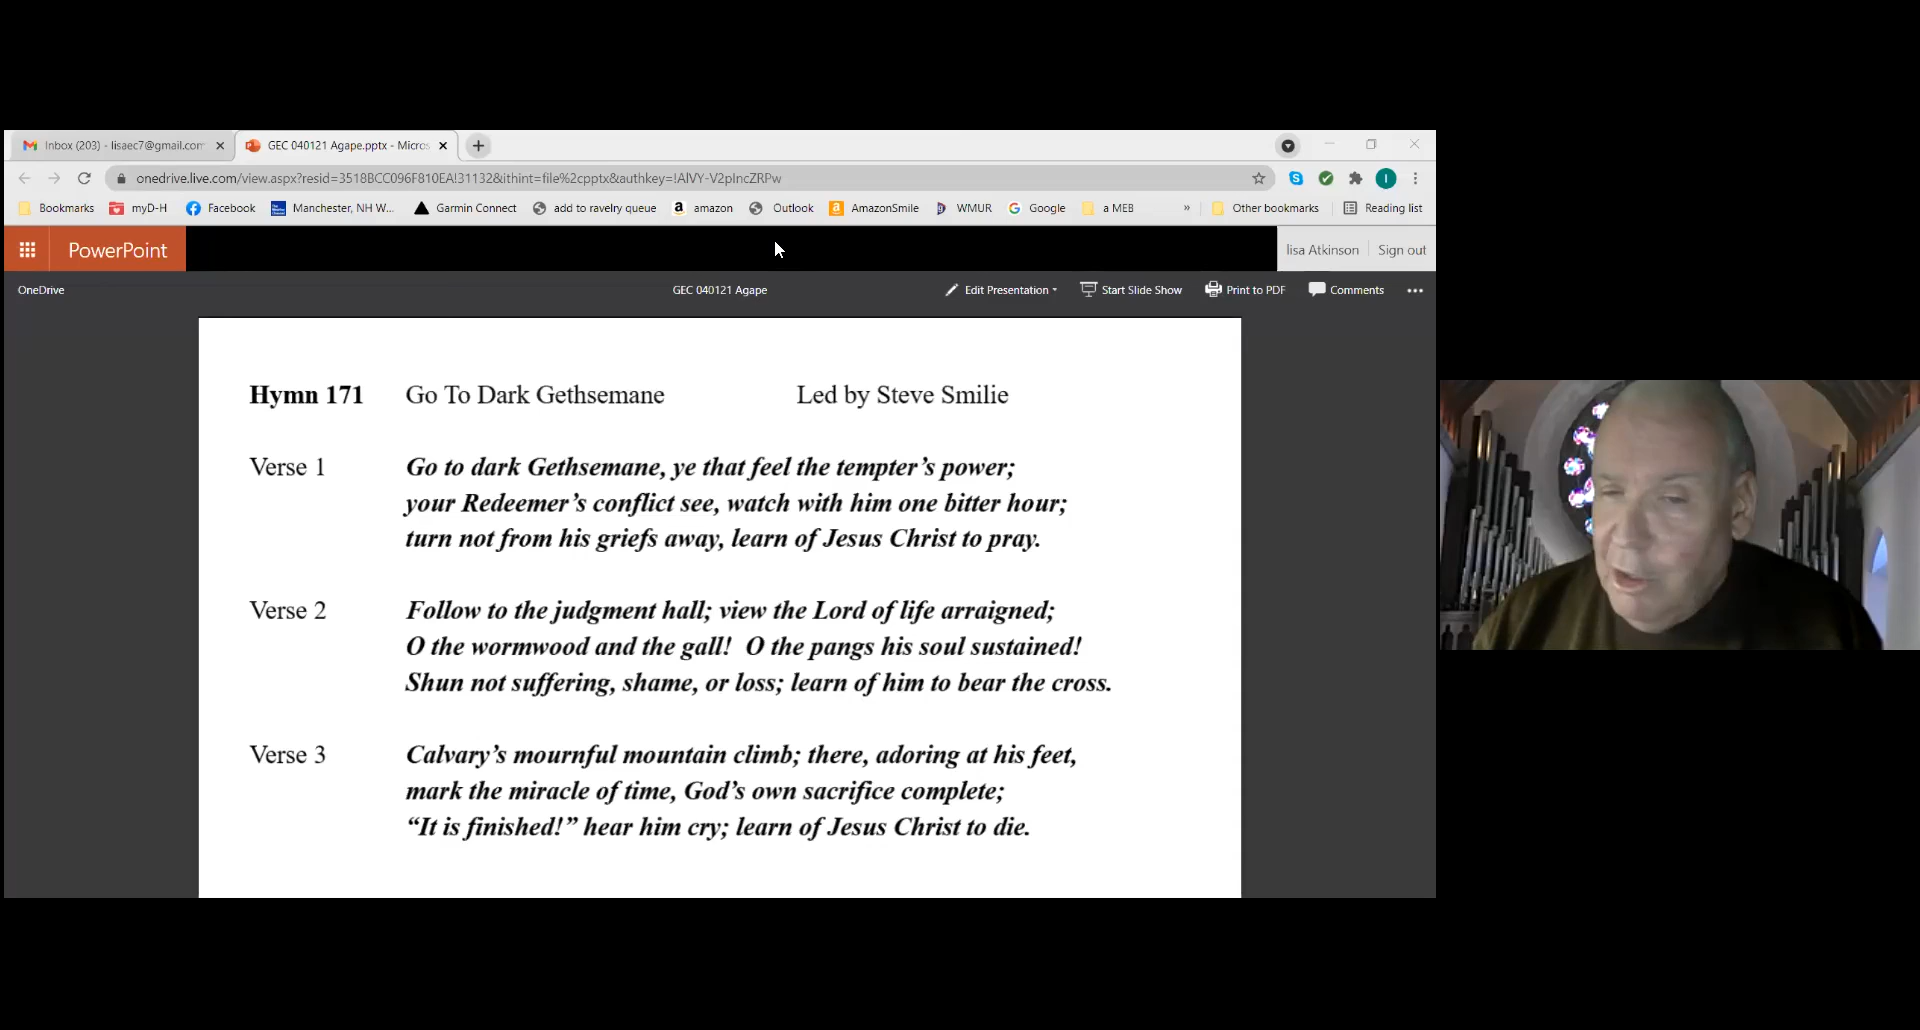 Inbox (203) - lisaec7@gmail.com
GEC 040121 Agape.pptx - Micros
onedrive.live.com/view.aspx?resid=3518BCC096F810EA!31132&ithint=file%2cpptx&authkey=!AlVY-V2pIncZRPw
Bookmarks myD-H Facebook Manchester, NH W... Garmin Connect add to ravelry queue amazon Outlook AmazonSmile WMUR Google a MEB » Other bookmarks Reading list
PowerPoint lisa Atkinson Sign out
OneDrive GEC 040121 Agape Edit Presentation Start Slide Show Print to PDF Comments
Hymn 171 Go To Dark Gethsemane Led by Steve Smilie
Verse 1 Go to dark Gethsemane, ye that feel the tempter’s power;
your Redeemer’s conflict see, watch with him one bitter hour;
turn not from his griefs away, learn of Jesus Christ to pray.
Verse 2 Follow to the judgment hall; view the Lord of life arraigned;
O the wormwood and the gall! O the pangs his soul sustained!
Shun not suffering, shame, or loss; learn of him to bear the cross.
Verse 3 Calvary’s mournful mountain climb; there, adoring at his feet,
mark the miracle of time, God’s own sacrifice complete;
“It is finished!” hear him cry; learn of Jesus Christ to die.